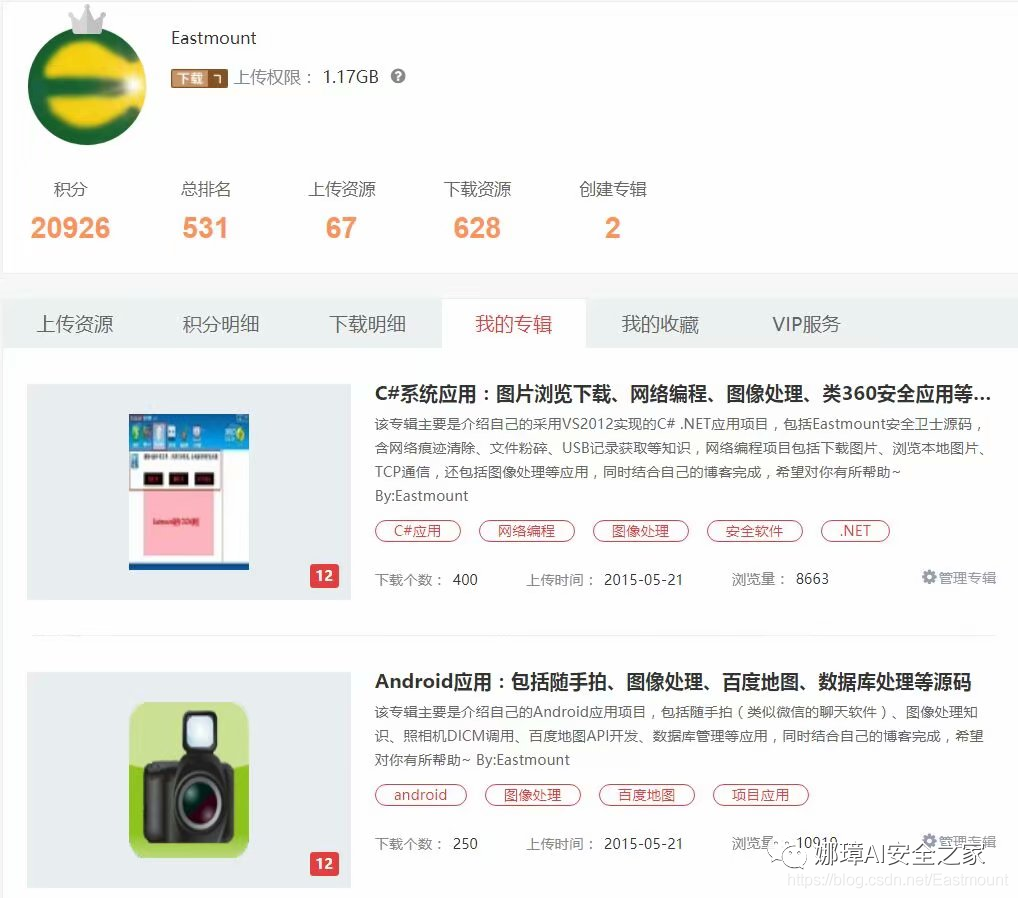 Eastmount
下载 7 上传权限： 1.17GB ?
积分 总排名 上传资源 下载资源 创建专辑
20926 531 67 628 2
上传资源 积分明细 下载明细 我的专辑 我的收藏 VIP服务
C#系统应用：图片浏览下载、网络编程、图像处理、类360安全应用等...
该专辑主要是介绍自己的采用VS2012实现的C# .NET应用项目，包括Eastmount安全卫士源码，
含网络痕迹清除、文件粉碎、USB记录获取等知识，网络编程项目包括下载图片、浏览本地图片、
TCP通信，还包括图像处理等应用，同时结合自己的博客完成，希望对你有所帮助~
By:Eastmount
C#应用 网络编程 图像处理 安全软件 .NET
12
下载个数： 400 上传时间： 2015-05-21 浏览量： 8663 管理专辑
Android应用：包括随手拍、图像处理、百度地图、数据库处理等源码
该专辑主要是介绍自己的Android应用项目，包括随手拍（类似微信的聊天软件）、图像处理知
识、照相机DICM调用、百度地图API开发、数据库管理等应用，同时结合自己的博客完成，希望
对你有所帮助~ By:Eastmount
android 图像处理 百度地图 项目应用
12
下载个数： 250 上传时间： 2015-05-21 浏览量： 10919 管理专辑
娜璋AI安全之家
https://blog.csdn.net/Eastmount